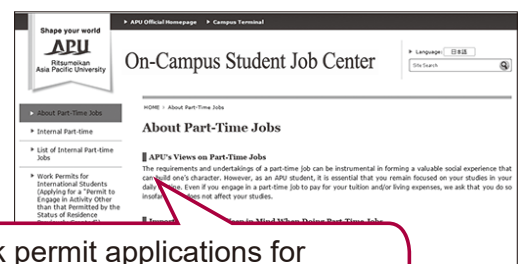 Shape your world
APU
Ritsumeikan
Asia Pacific University
APU Official Homepage
Campus Terminal
On-Campus Student Job Center
Language: 日本語
Site Search
About Part-Time Jobs
Internal Part-time
List of Internal Part-time
Jobs
Work Permits for
International Students
(Applying for a "Permit to
Engage in Activity Other
than that Permitted by the
Status of Residence
HOME › About Part-Time Jobs
About Part-Time Jobs
APU's Views on Part-Time Jobs
The requirements and undertakings of a part-time job can be instrumental in forming a valuable social experience that
can build one's character. However, as an APU student, it is essential that you remain focused on your studies in your
daily. Even if you engage in a part-time job to pay for your tuition and/or living expenses, we ask that you do so
insofar does not affect your studies.
in Mind When Doing Part-Time Jobs
permit applications for